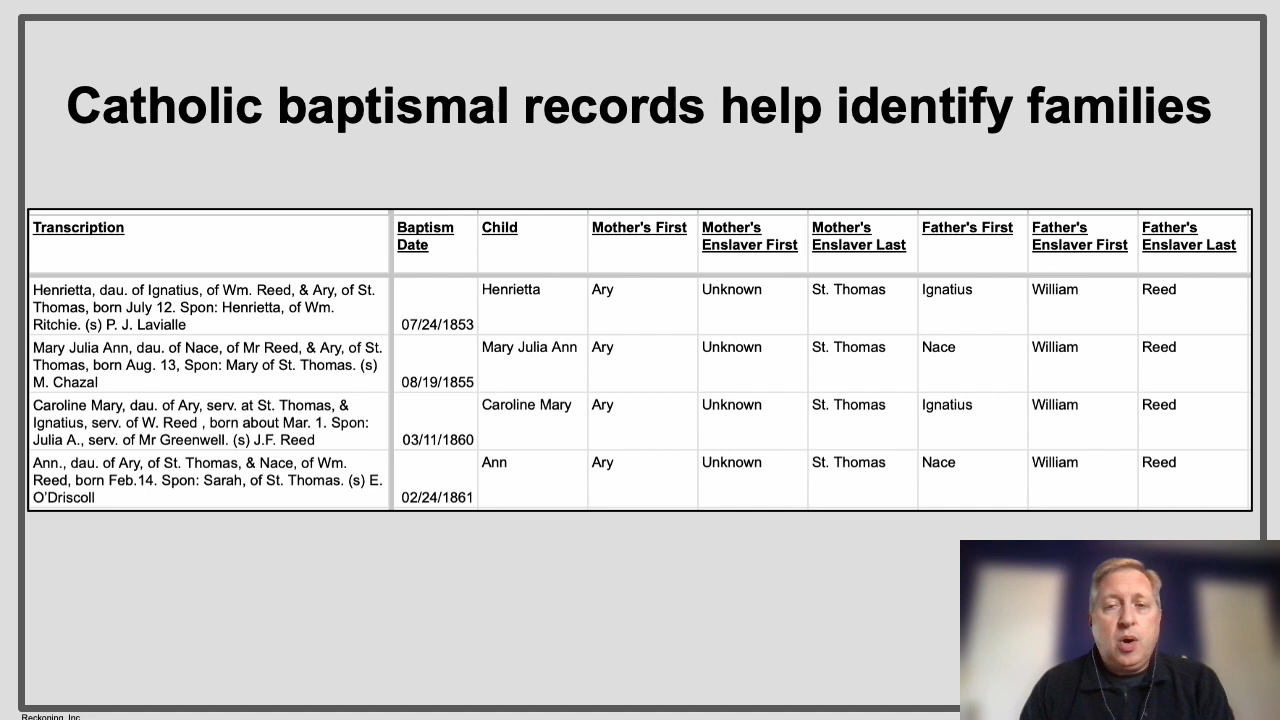 Catholic baptismal records help identify families
Transcription
Baptism
Date
Child
Mother's First
Mother's
Enslaver First
Mother's
Enslaver Last
Father's First
Father's
Enslaver First
Father's
Enslaver Last
Henrietta, dau. of Ignatius, of Wm. Reed, & Ary, of St.
Thomas, born July 12. Spon: Henrietta, of Wm.
Ritchie. (s) P. J. Lavialle
07/24/1853
Henrietta
Ary
Unknown
St. Thomas
Ignatius
William
Reed
Mary Julia Ann, dau. of Nace, of Mr Reed, & Ary, of St.
Thomas, born Aug. 13, Spon: Mary of St. Thomas. (s)
M. Chazal
08/19/1855
Mary Julia Ann
Ary
Unknown
St. Thomas
Nace
William
Reed
Caroline Mary, dau. of Ary, serv. at St. Thomas, &
Ignatius, serv. of W. Reed , born about Mar. 1. Spon:
Julia A., serv. of Mr Greenwell. (s) J.F. Reed
03/11/1860
Caroline Mary
Ary
Unknown
St. Thomas
Ignatius
William
Reed
Ann., dau. of Ary, of St. Thomas, & Nace, of Wm.
Reed, born Feb.14. Spon: Sarah, of St. Thomas. (s) E.
O'Driscoll
02/24/1861
Ann
Ary
Unknown
St. Thomas
Nace
William
Reed
Reckoning, Inc.